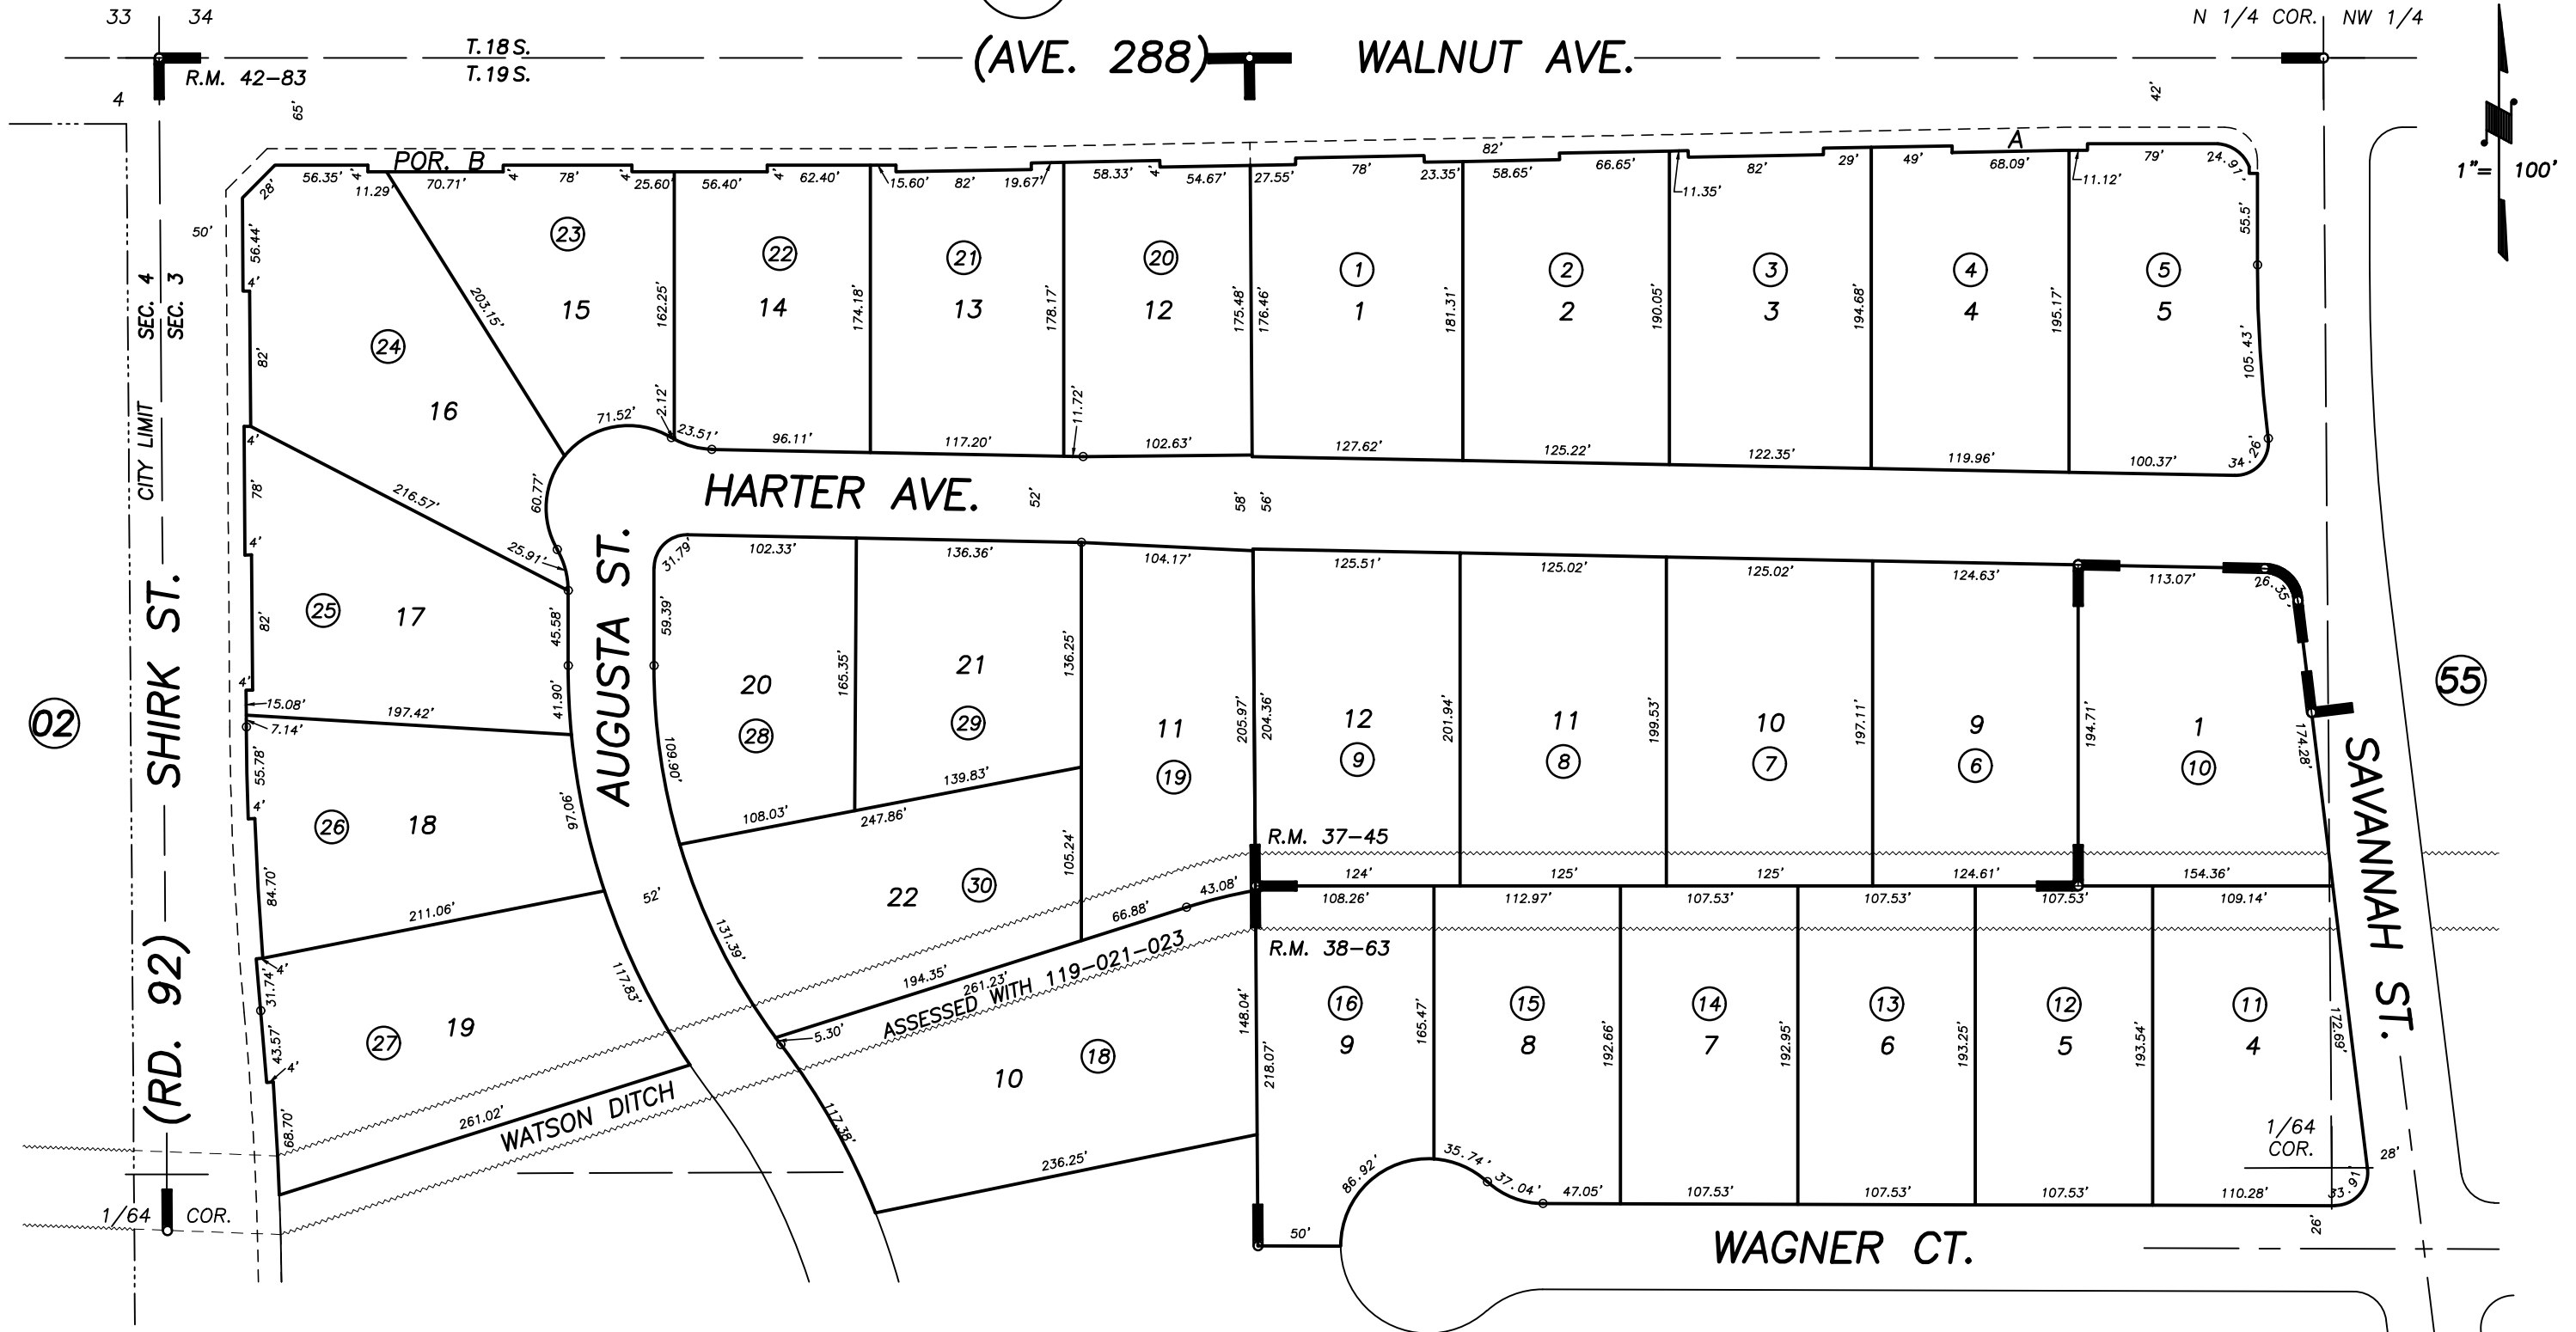 33 34
N 1/4 COR. NW 1/4
T.18S.
T.19S.
(AVE. 288) WALNUT AVE.
R.M. 42-83
4
65'
42'
1"= 100'
82'
A
POR. B
28'
56.35' 4' 11.29' 70.71' 4' 78' 4' 25.60' 56.40' 4' 62.40' 15.60' 82' 19.67' 58.33' 4' 54.67' 27.55' 78' 23.35' 58.65' 66.65' 11.35' 82' 29' 49' 68.09' 11.12' 79' 24.91'
50'
56.44'
4'
55.5'
23 22 21 20 1 2 3 4 5
15 14 13 12 1 2 3 4 5
203.15' 162.25' 174.18' 178.17' 175.48' 176.46' 181.31' 190.05' 194.68' 195.17' 105.43'
SEC. 4
SEC. 3
CITY LIMIT
24
82'
16
4'
71.52' 2.12' 23.51' 96.11' 117.20' 11.72' 102.63' 127.62' 125.22' 122.35' 119.96' 100.37' 34.26'
78'
216.57'
60.77'
HARTER AVE.
52' 58' 56'
4'
25.91'
31.79' 102.33' 136.36' 104.17' 125.51' 125.02' 125.02' 124.63' 113.07' 26.35'
25 17
82'
45.58'
59.39'
AUGUSTA ST.
SHIRK ST.
(RD. 92)
4'
15.08'
197.42'
7.14'
41.90'
20 165.35' 21 136.25'
28 29
109.90'
11
19
205.97' 204.36'
12 201.94' 11 199.53' 10 197.11' 9 194.71' 1
9 8 7 6 10
174.28'
SAVANNAH ST.
02
55
55.78'
4'
26 18
97.06'
108.03' 139.83'
247.86'
105.24'
R.M. 37-45
84.70'
211.06'
52'
22 30
43.08'
66.88'
124' 125' 125' 124.61' 154.36'
108.26' 112.97' 107.53' 107.53' 107.53' 109.14'
R.M. 38-63
4'
31.74'
117.83'
131.39'
194.35'
261.23'
ASSESSED WITH 119-021-023
5.30'
27 19
43.57'
4'
68.70'
261.02'
WATSON DITCH
10 18
117.38'
236.25'
148.04'
218.07'
16 15 14 13 12 11
9 8 7 6 5 4
165.47' 192.66' 192.95' 193.25' 193.54' 172.69'
1/64
COR.
28'
86.92' 35.74' 37.04' 47.05' 107.53' 107.53' 107.53' 110.28' 33.91'
26'
1/64 COR.
50'
WAGNER CT.